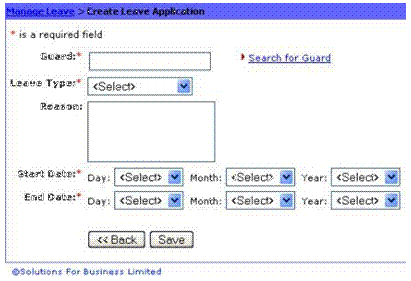 Manage Leave > Create Leave Application
* is a required field
Guard:* Search for Guard
Leave Type:* <Select>
Reason:
Start Date:* Day: <Select> Month: <Select> Year: <Select>
End Date:* Day: <Select> Month: <Select> Year: <Select>
<< Back Save
©Solutions For Business Limited